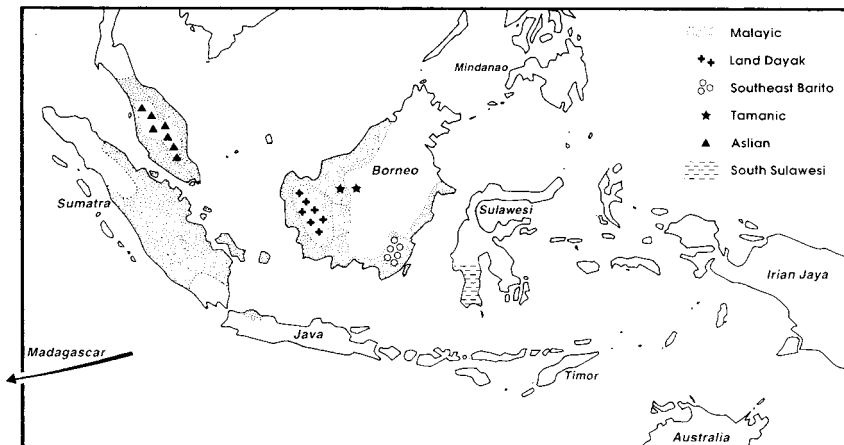 Malayic
Land Dayak
Southeast Barito
Tamanic
Aslian
South Sulawesi
Mindanao
Borneo
Sumatra
Sulawesi
Irian Jaya
Java
Madagascar
Timor
Australia